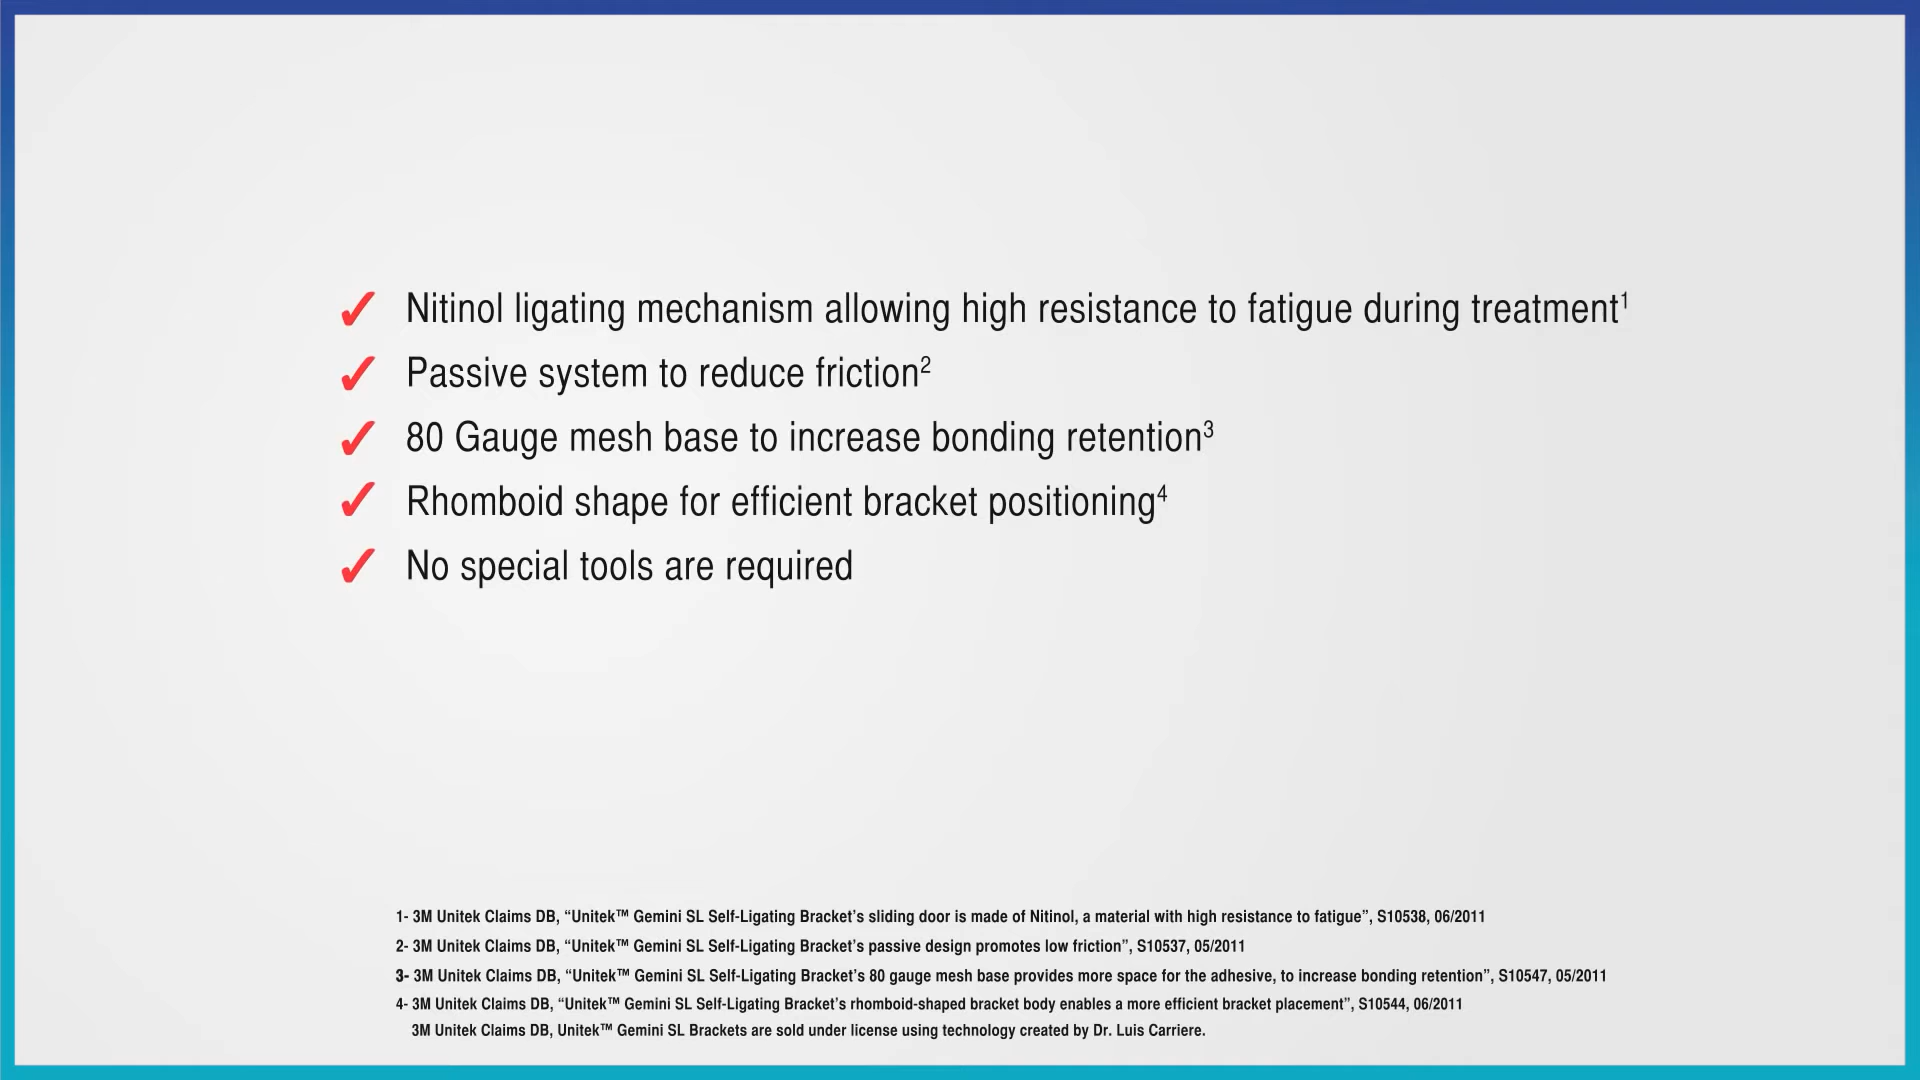 ✓ Nitinol ligating mechanism allowing high resistance to fatigue during treatment¹
✓ Passive system to reduce friction²
✓ 80 Gauge mesh base to increase bonding retention³
✓ Rhomboid shape for efficient bracket positioning⁴
✓ No special tools are required
1- 3M Unitek Claims DB, “Unitek™ Gemini SL Self-Ligating Bracket’s sliding door is made of Nitinol, a material with high resistance to fatigue”, S10538, 06/2011
2- 3M Unitek Claims DB, “Unitek™ Gemini SL Self-Ligating Bracket’s passive design promotes low friction”, S10537, 05/2011
3- 3M Unitek Claims DB, “Unitek™ Gemini SL Self-Ligating Bracket’s 80 gauge mesh base provides more space for the adhesive, to increase bonding retention”, S10547, 05/2011
4- 3M Unitek Claims DB, “Unitek™ Gemini SL Self-Ligating Bracket’s rhomboid-shaped bracket body enables a more efficient bracket placement”, S10544, 06/2011
3M Unitek Claims DB, Unitek™ Gemini SL Brackets are sold under license using technology created by Dr. Luis Carriere.